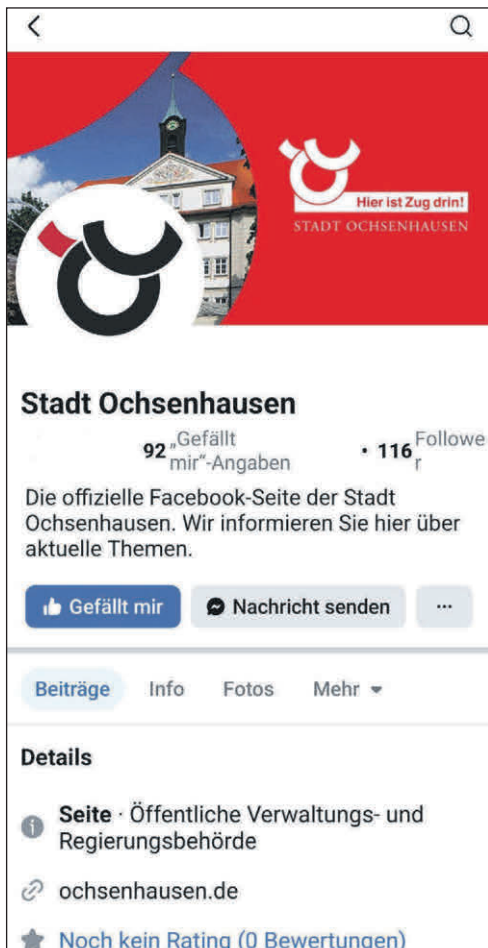 Hier ist Zug drin!
STADT OCHSENHAUSEN
Stadt Ochsenhausen
92 „Gefällt
mir“-Angaben
· 116 Followe
r
Die offizielle Facebook-Seite der Stadt
Ochsenhausen. Wir informieren Sie hier über
aktuelle Themen.
Gefällt mir
Nachricht senden
...
Beiträge
Info
Fotos
Mehr
Details
Seite · Öffentliche Verwaltungs- und
Regierungsbehörde
ochsenhausen.de
Noch kein Rating (0 Bewertungen)